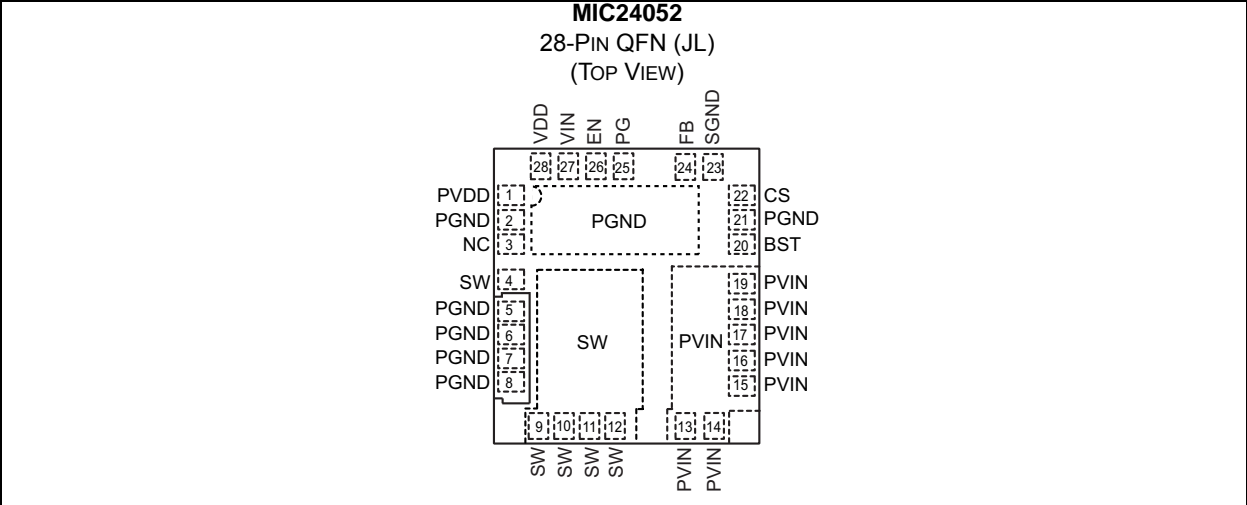 MIC24052
28-PIN QFN (JL)
(TOP VIEW)
VDD VIN EN PG FB SGND
28 27 26 25 24 23
PVDD 1 22 CS
PGND 2 PGND 21 PGND
NC 3 20 BST
SW 4 19 PVIN
PGND 5 18 PVIN
PGND 6 SW PVIN 17 PVIN
PGND 7 16 PVIN
PGND 8 15 PVIN
9 10 11 12 13 14
SW SW SW SW PVIN PVIN